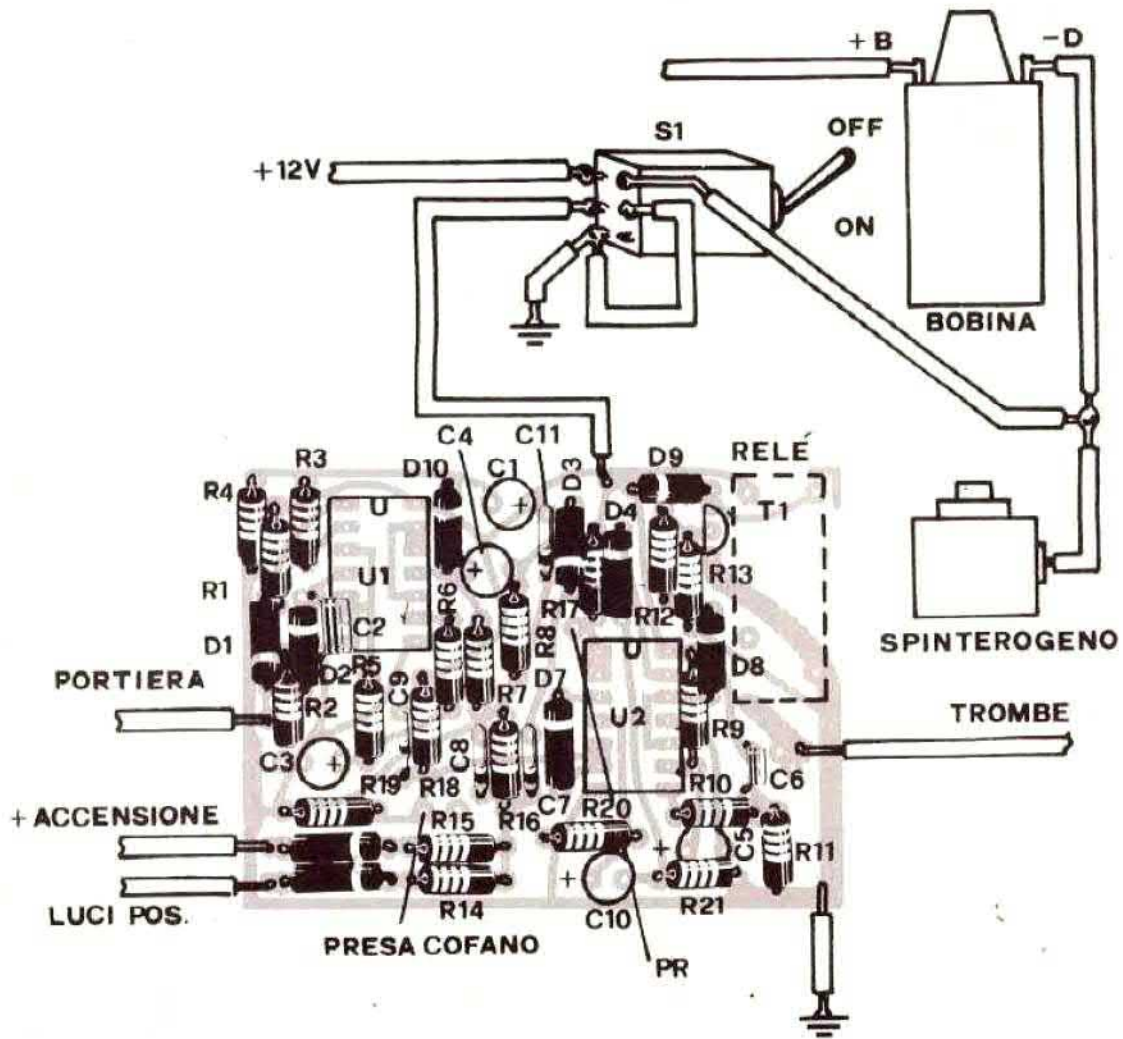 +B
-D
S1
OFF
+12V
ON
BOBINA
C4
C11
RELÉ
R3
D10
C1
D3
D9
R4
D4
T1
U
U1
R1
R6
R17
R12
R13
C2
D1
R8
U
SPINTEROGENO
D2
R5
C9
D7
D8
PORTIERA
R2
R7
U2
R9
TROMBE
C3
C8
R19
R18
C7
R10
C6
R16
R20
+ACCENSIONE
R15
C5
R11
+
+
R14
C10
R21
LUCI POS.
PRESA COFANO
PR